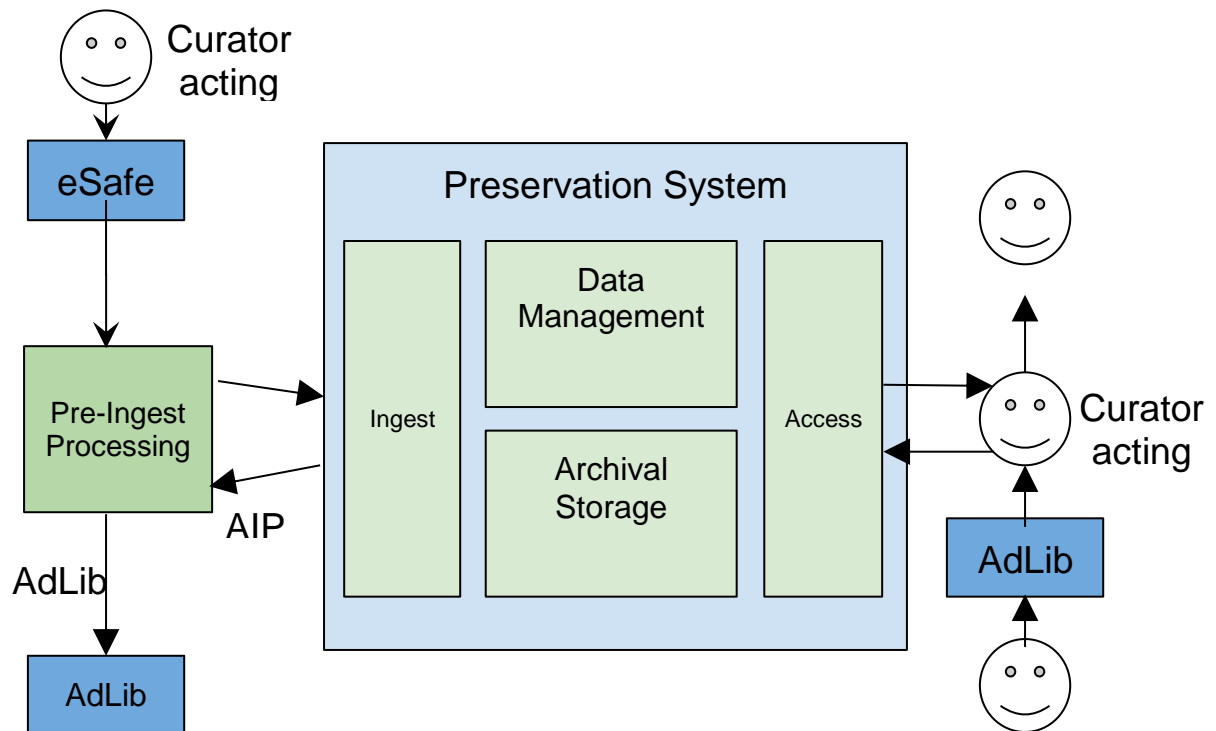 Curator
acting
eSafe
Preservation System
Data
Management
Pre-Ingest
Processing
Ingest
Access
Curator
acting
Archival
Storage
AIP
AdLib
AdLib
AdLib